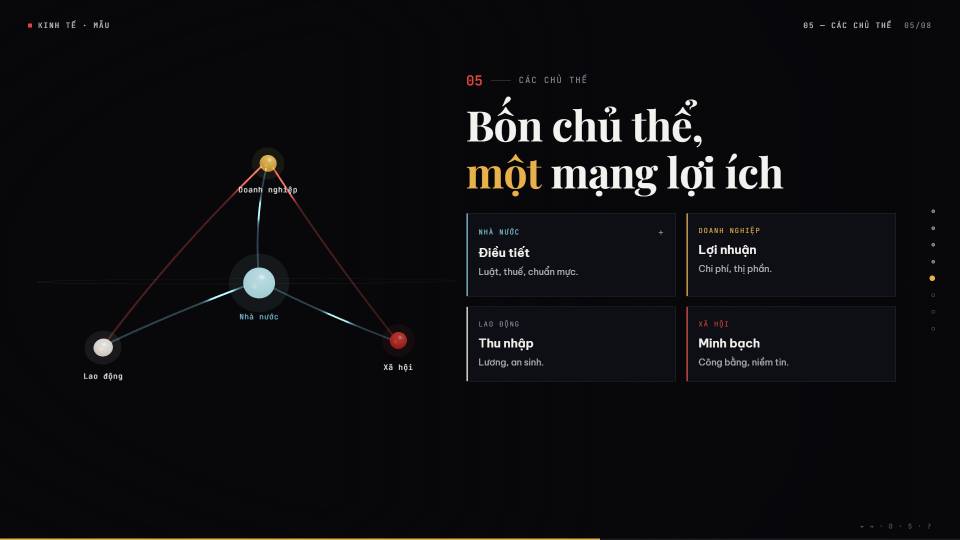 KINH TẾ · MẪU
05 — CÁC CHỦ THỂ 05/08
05 — CÁC CHỦ THỂ
Bốn chủ thể,
một mạng lợi ích
Doanh nghiệp
Nhà nước
Lao động
Xã hội
NHÀ NƯỚC +
Điều tiết
Luật, thuế, chuẩn mực.
DOANH NGHIỆP
Lợi nhuận
Chi phí, thị phần.
LAO ĐỘNG
Thu nhập
Lương, an sinh.
XÃ HỘI
Minh bạch
Công bằng, niềm tin.